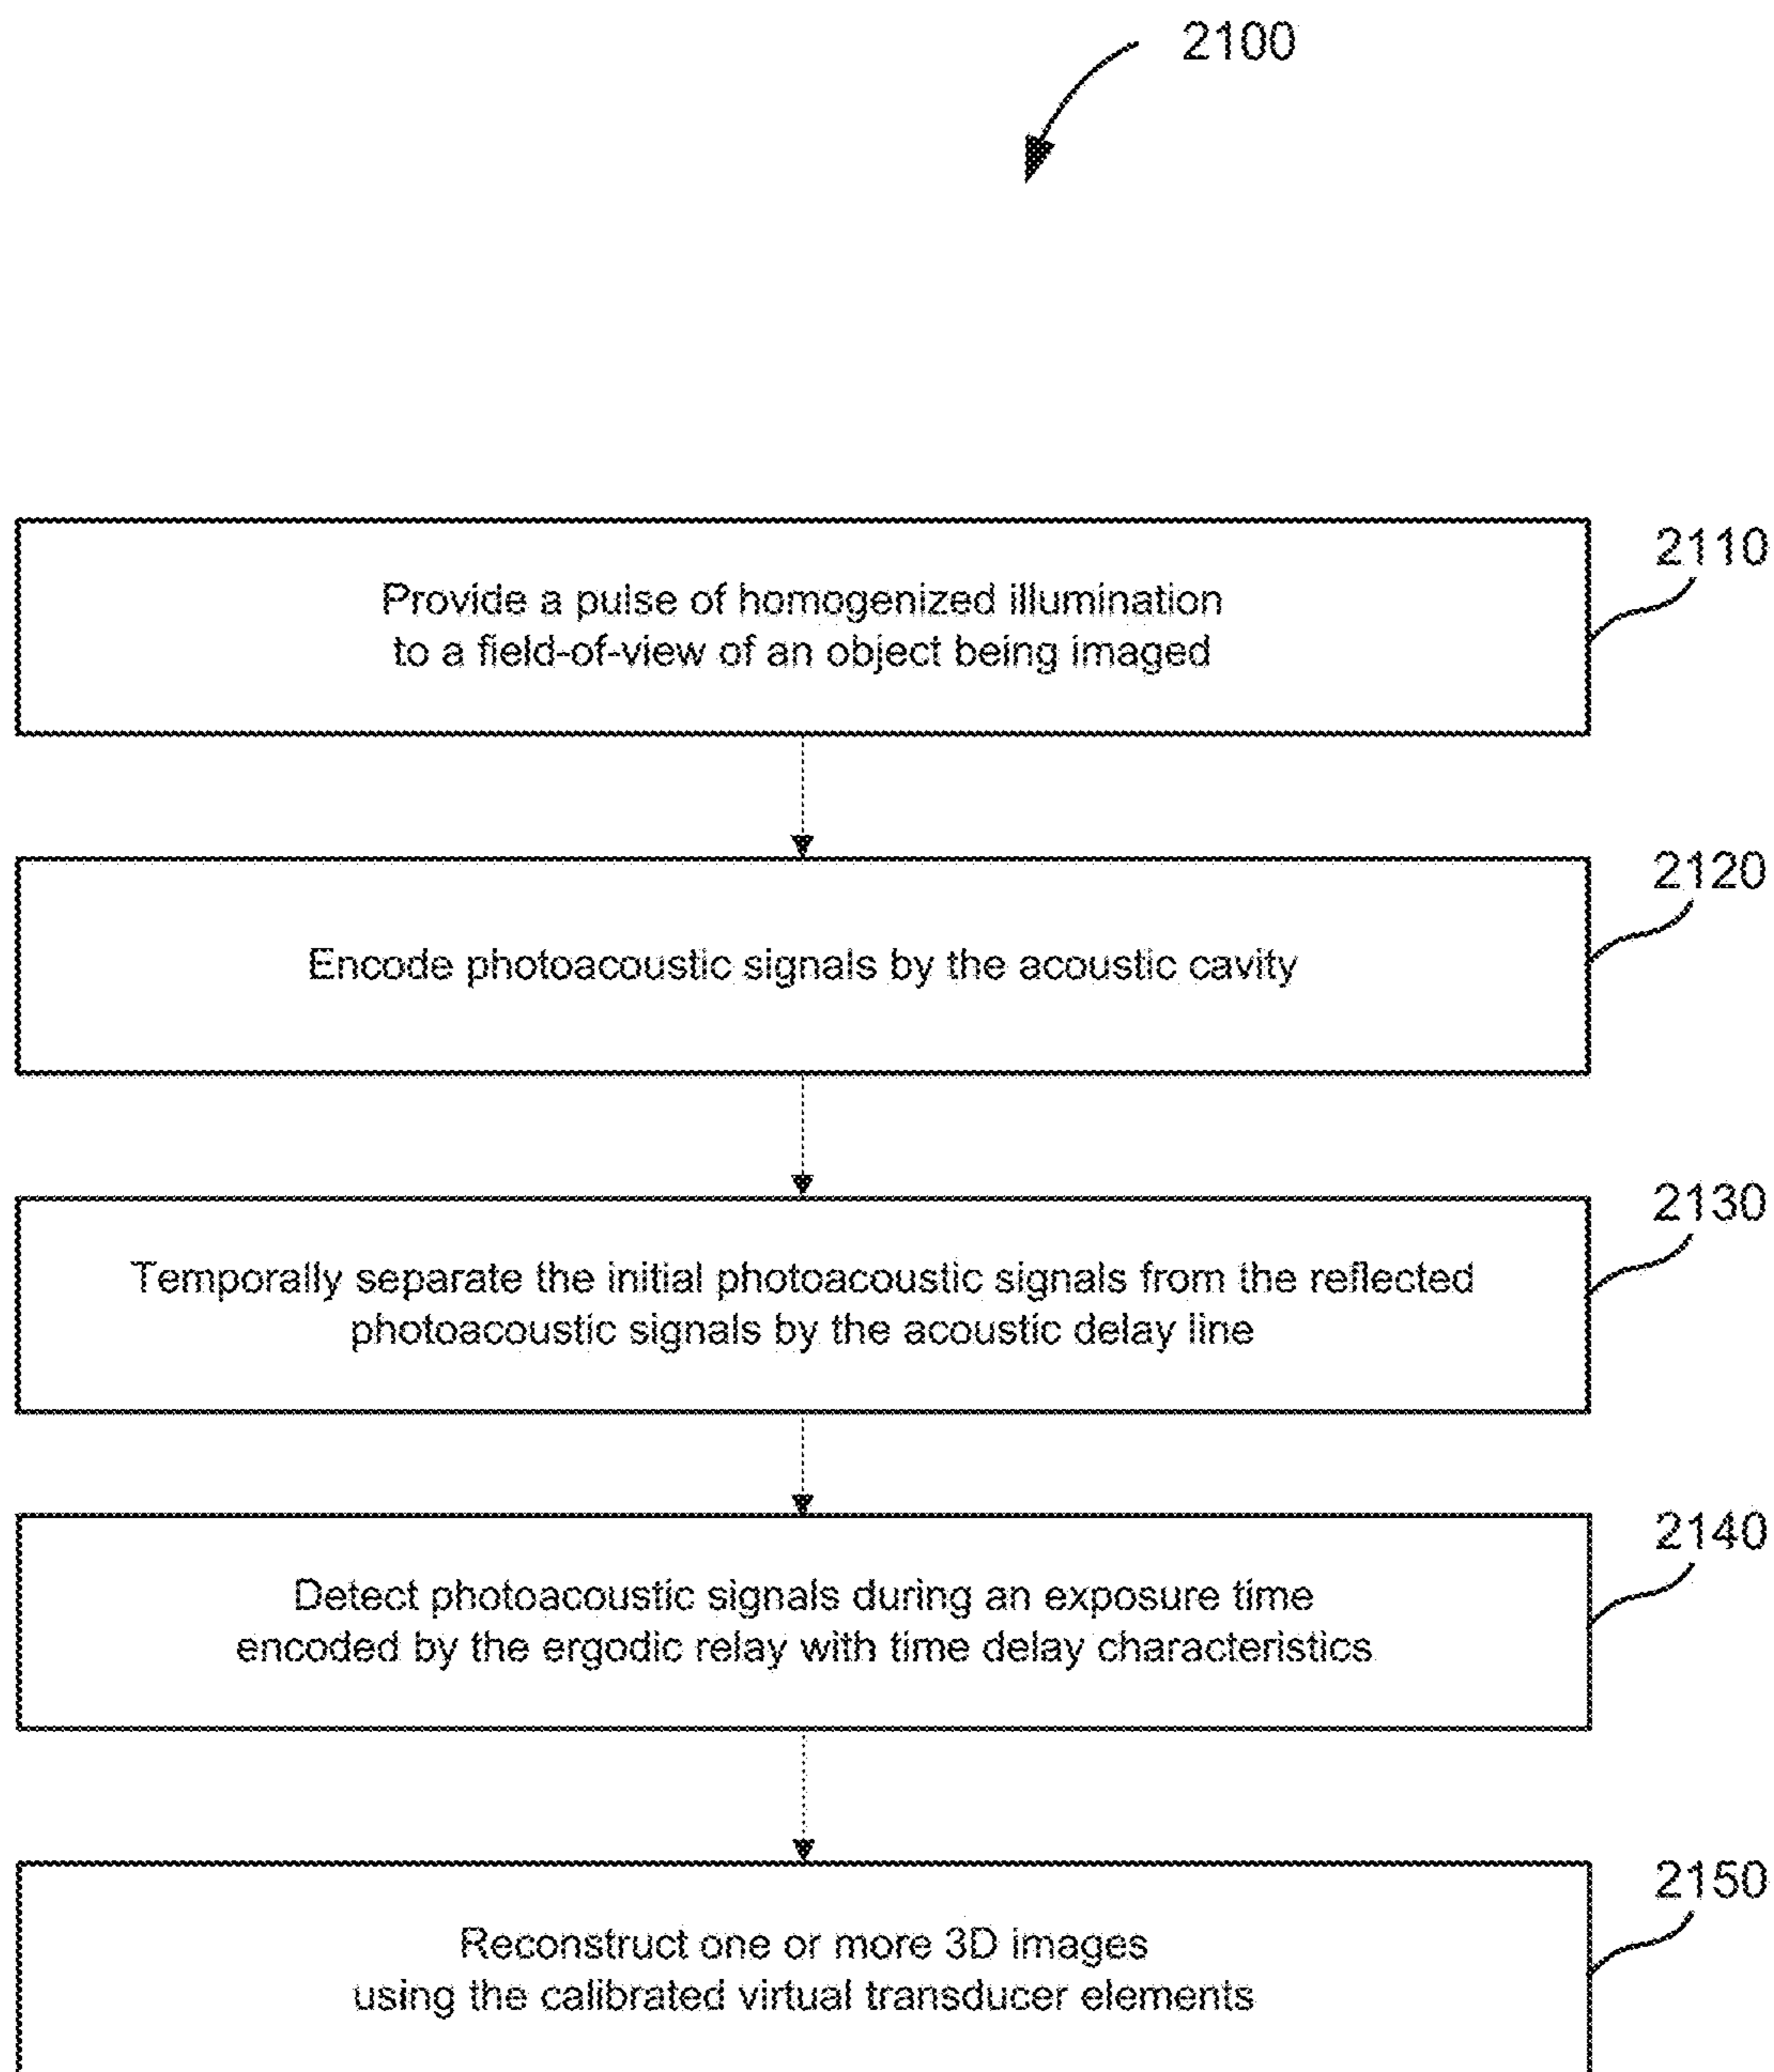 2100
2110
Provide a pulse of homogenized illumination
to a field-of-view of an object being imaged
2120
Encode photoacoustic signals by the acoustic cavity
2130
Temporally separate the initial photoacoustic signals from the reflected
photoacoustic signals by the acoustic delay line
2140
Detect photoacoustic signals during an exposure time
encoded by the ergodic relay with time delay characteristics
2150
Reconstruct one or more 3D images
using the calibrated virtual transducer elements